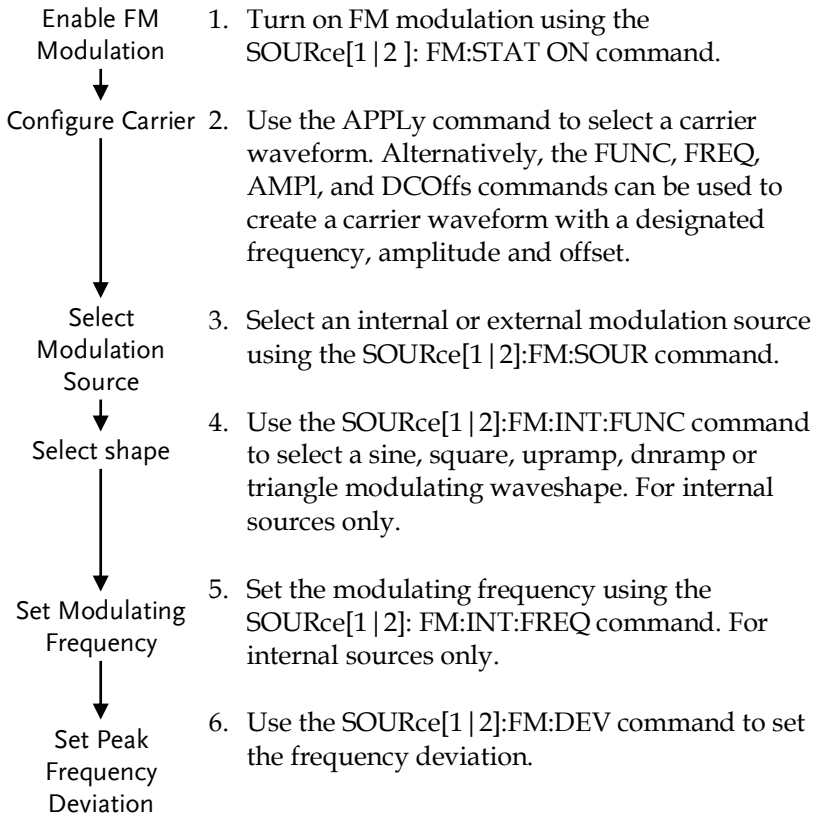 Enable FM
Modulation
1. Turn on FM modulation using the
SOURce[1|2 ]: FM:STAT ON command.
Configure Carrier
2. Use the APPLy command to select a carrier
waveform. Alternatively, the FUNC, FREQ,
AMPl, and DCOffs commands can be used to
create a carrier waveform with a designated
frequency, amplitude and offset.
Select
Modulation
Source
3. Select an internal or external modulation source
using the SOURce[1|2]:FM:SOUR command.
Select shape
4. Use the SOURce[1|2]:FM:INT:FUNC command
to select a sine, square, upramp, dnramp or
triangle modulating waveshape. For internal
sources only.
Set Modulating
Frequency
5. Set the modulating frequency using the
SOURce[1|2]: FM:INT:FREQ command. For
internal sources only.
Set Peak
Frequency
Deviation
6. Use the SOURce[1|2]:FM:DEV command to set
the frequency deviation.